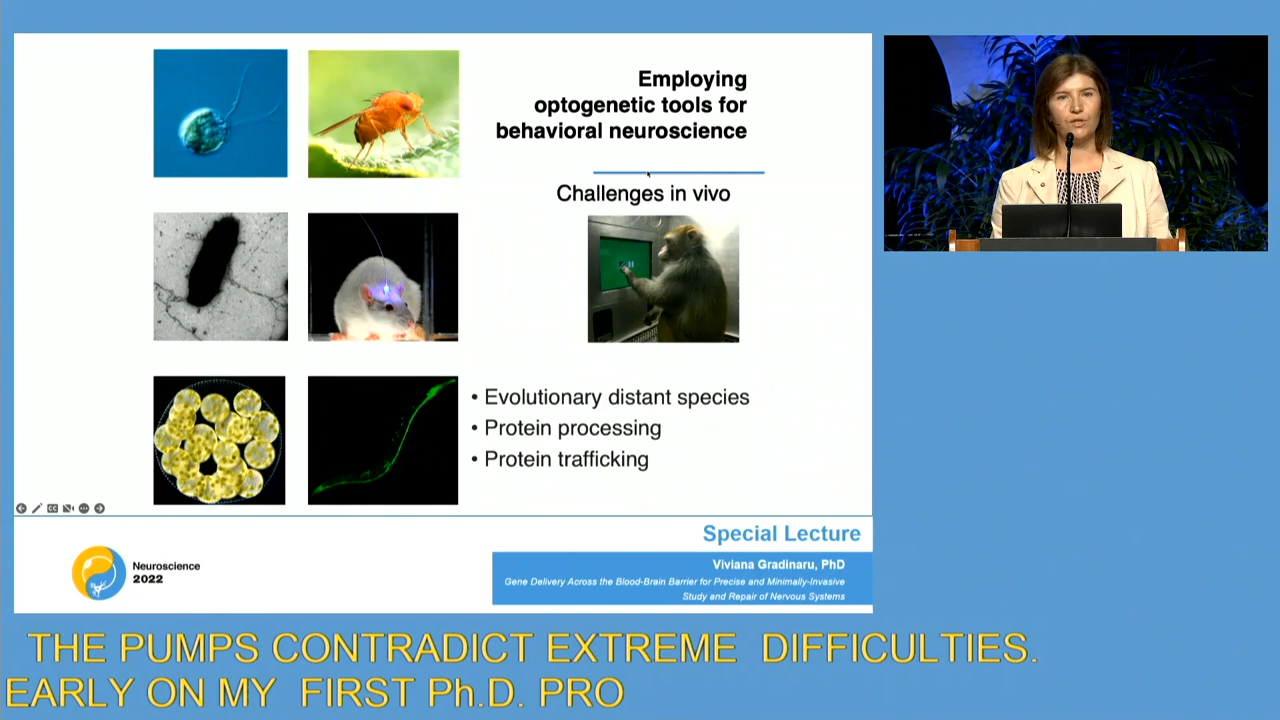 Employing
optogenetic tools for
behavioral neuroscience
Challenges in vivo
• Evolutionary distant species
• Protein processing
• Protein trafficking
Special Lecture
Neuroscience
2022
Viviana Gradinaru, PhD
Gene Delivery Across the Blood-Brain Barrier for Precise and Minimally-Invasive
Study and Repair of Nervous Systems
THE PUMPS CONTRADICT EXTREME DIFFICULTIES.
EARLY ON MY FIRST Ph.D. PRO